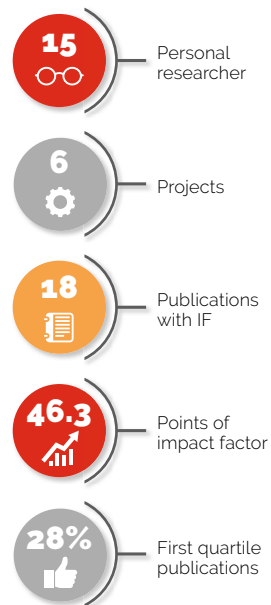 15
Personal
researcher
6
Projects
18
Publications
with IF
46.3
Points of
impact factor
28%
First quartile
publications